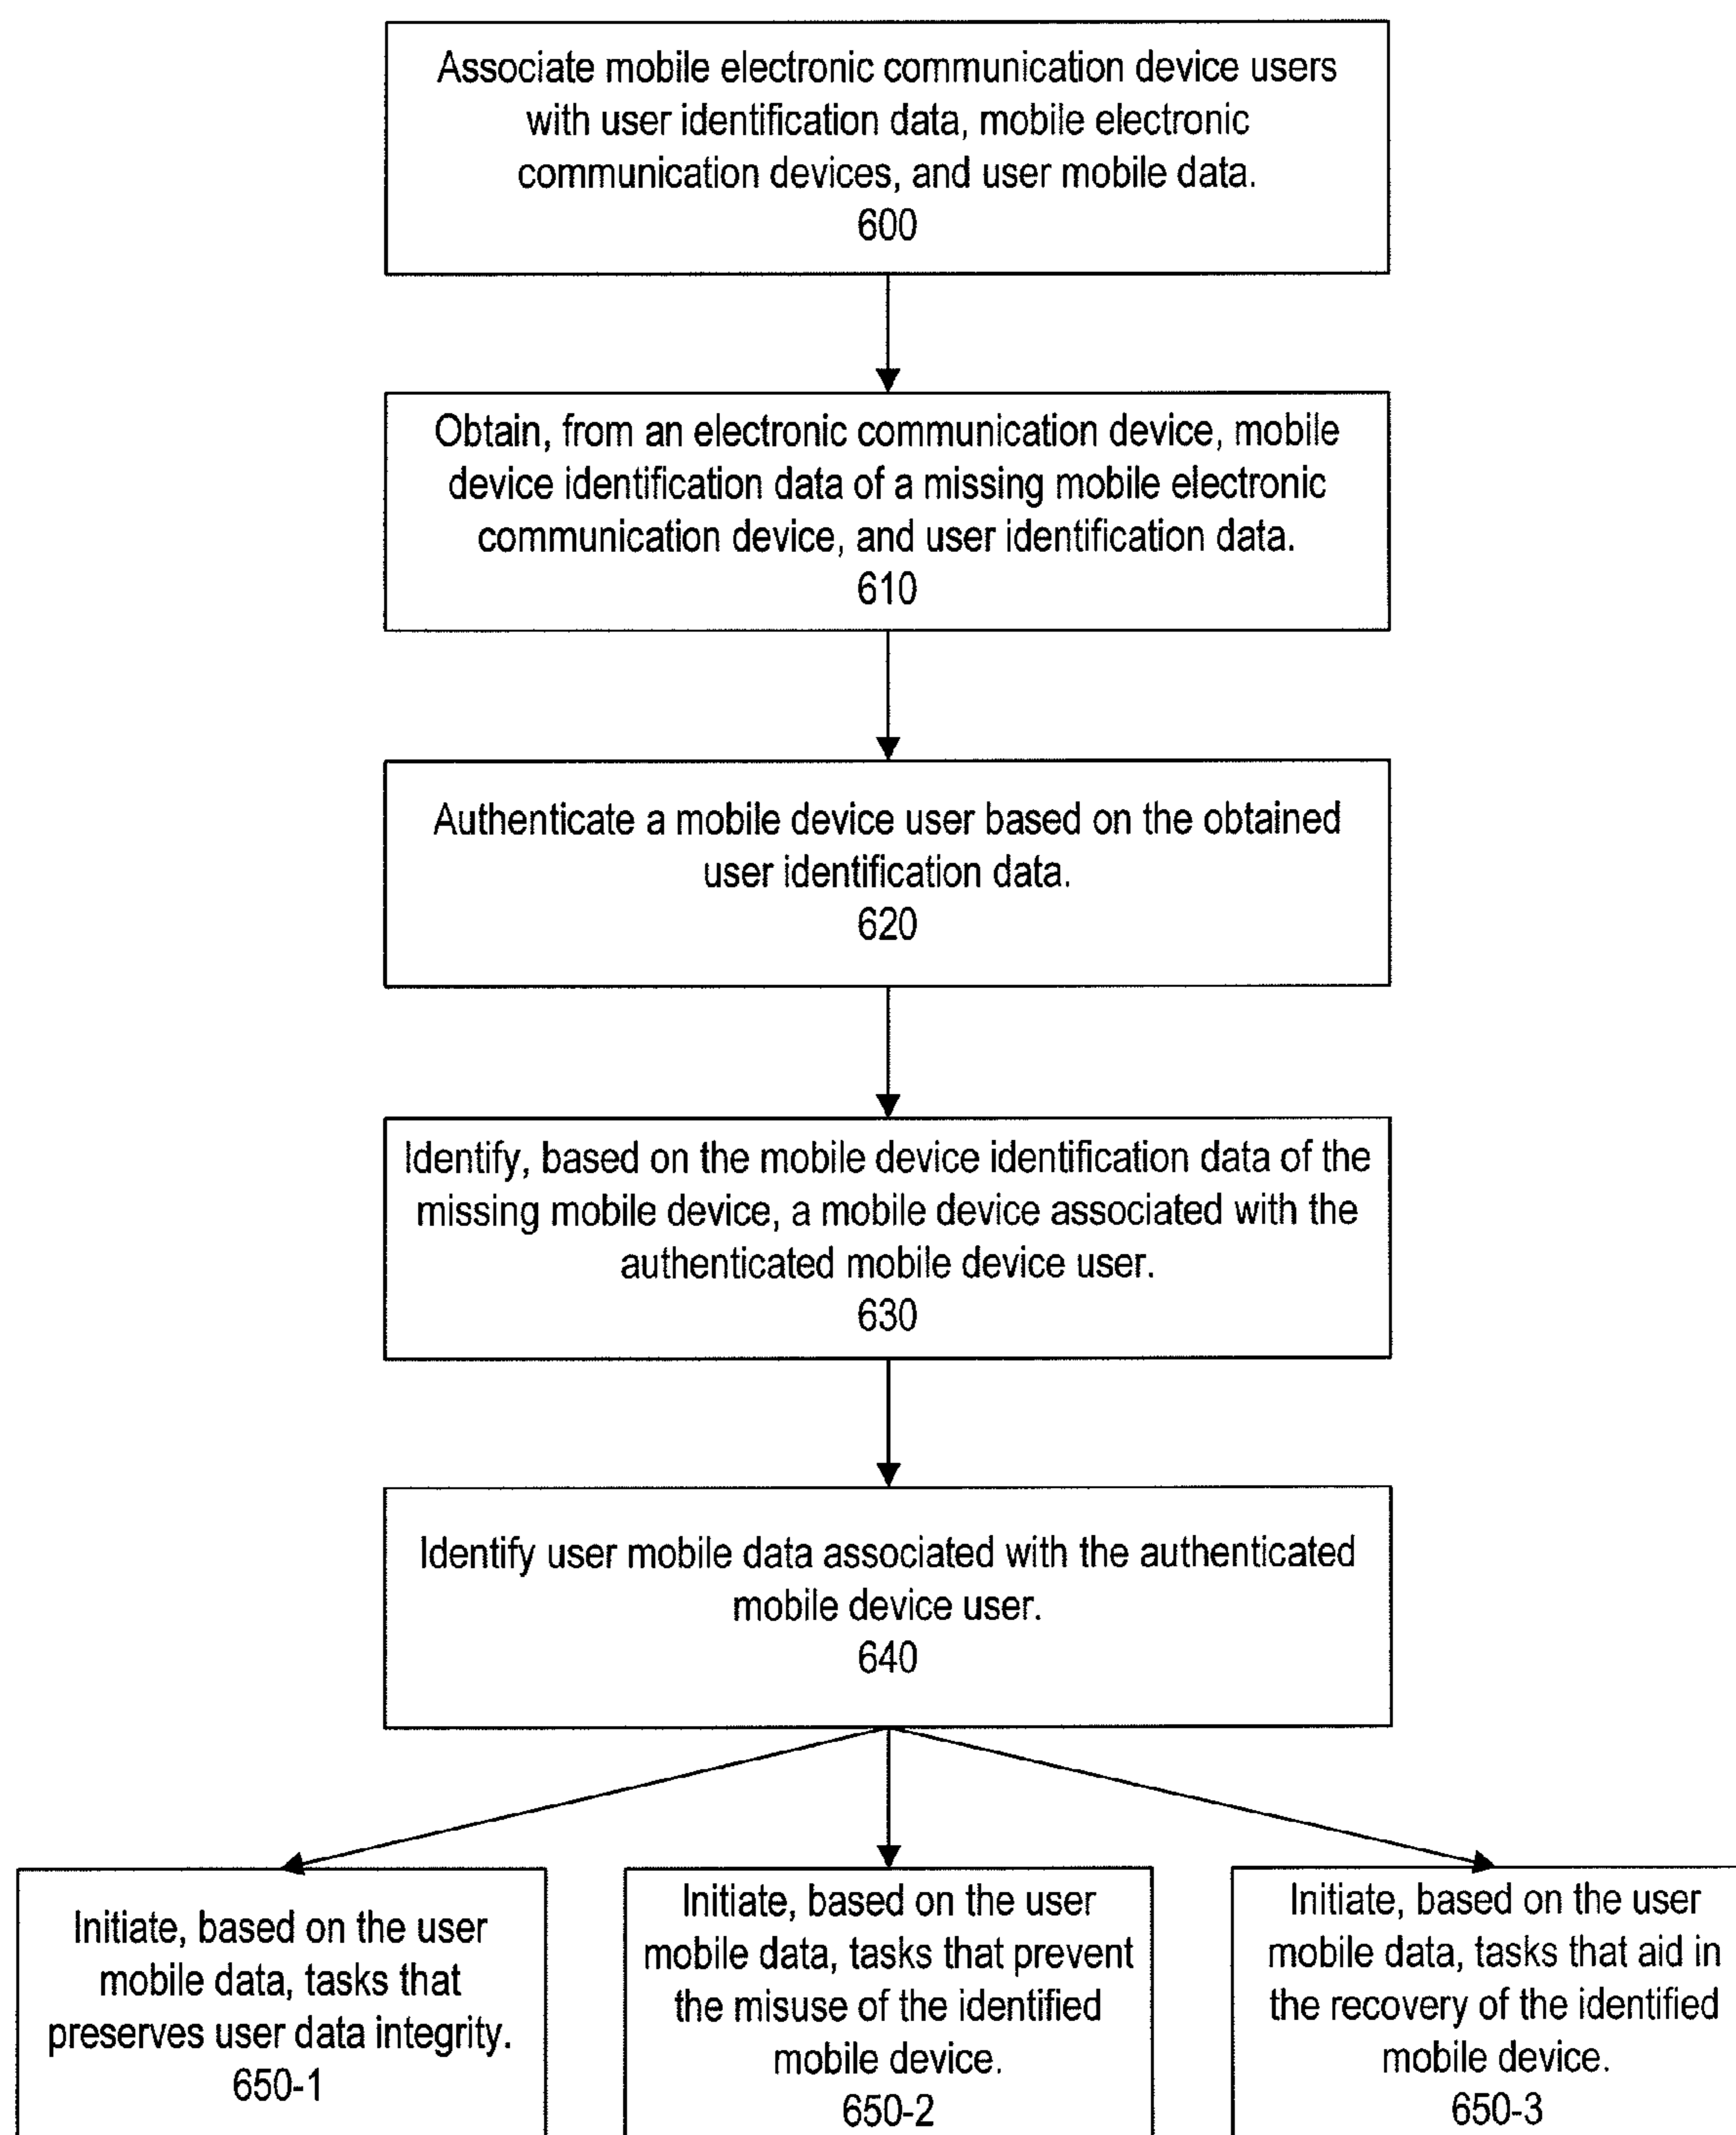 Associate mobile electronic communication device users
with user identification data, mobile electronic
communication devices, and user mobile data.
600
Obtain, from an electronic communication device, mobile
device identification data of a missing mobile electronic
communication device, and user identification data.
610
Authenticate a mobile device user based on the obtained
user identification data.
620
Identify, based on the mobile device identification data of the
missing mobile device, a mobile device associated with the
authenticated mobile device user.
630
Identify user mobile data associated with the authenticated
mobile device user.
640
Initiate, based on the user
mobile data, tasks that
preserves user data integrity.
650-1
Initiate, based on the user
mobile data, tasks that prevent
the misuse of the identified
mobile device.
650-2
Initiate, based on the user
mobile data, tasks that aid in
the recovery of the identified
mobile device.
650-3